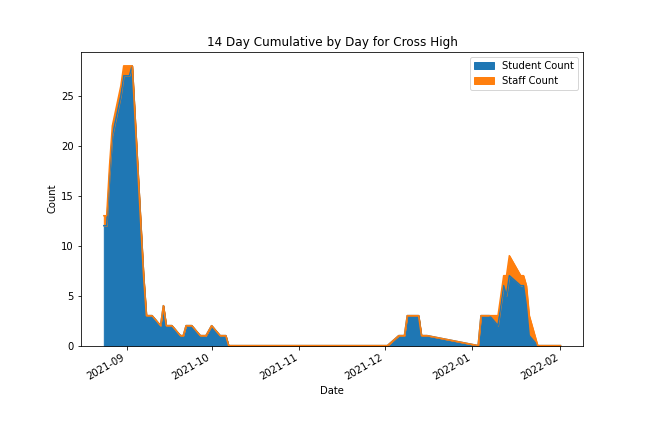 14 Day Cumulative by Day for Cross High
Student Count
Staff Count
25
20
15
10
5
0
Count
2021-09
2021-10
2021-11
2021-12
2022-01
2022-02
Date